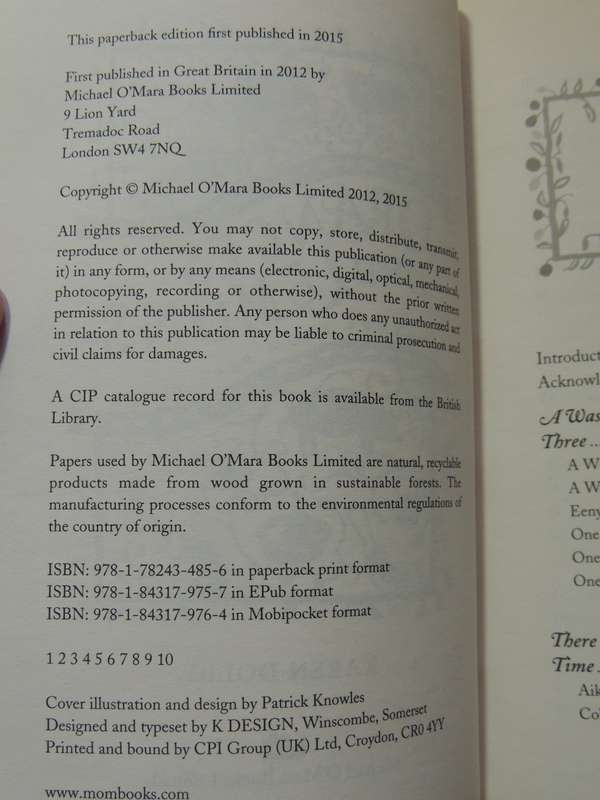 This paperback edition first published in 2015
First published in Great Britain in 2012 by
Michael O'Mara Books Limited
9 Lion Yard
Tremadoc Road
London SW4 7NQ
Copyright © Michael O'Mara Books Limited 2012, 2015
All rights reserved. You may not copy, store, distribute, transmit,
reproduce or otherwise make available this publication (or any part of
it) in any form, or by any means (electronic, digital, optical, mechanical,
photocopying, recording or otherwise), without the prior written
permission of the publisher. Any person who does any unauthorized act
in relation to this publication may be liable to criminal prosecution and
civil claims for damages.
A CIP catalogue record for this book is available from the British
Library.
Papers used by Michael O'Mara Books Limited are natural, recyclable
products made from wood grown in sustainable forests. The
manufacturing processes conform to the environmental regulations of
the country of origin.
ISBN: 978-1-78243-485-6 in paperback print format
ISBN: 978-1-84317-975-7 in EPub format
ISBN: 978-1-84317-976-4 in Mobipocket format
1 2 3 4 5 6 7 8 9 10
Cover illustration and design by Patrick Knowles
Designed and typeset by K DESIGN, Winscombe, Somerset
Printed and bound by CPI Group (UK) Ltd, Croydon, CR0 4YY
www.mombooks.com
Introduct
Acknowl
A Was
Three ...
A W
A W
Eeny
One
One
One
There
Time
Aik
Co